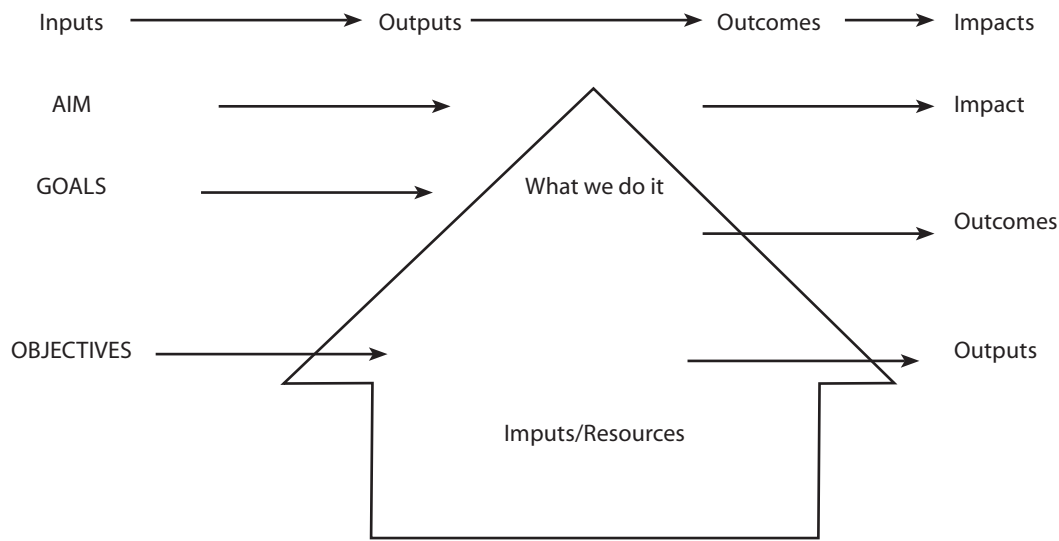 Inputs Outputs Outcomes Impacts
AIM Impact
GOALS What we do it
Outcomes
OBJECTIVES Outputs
Imputs/Resources